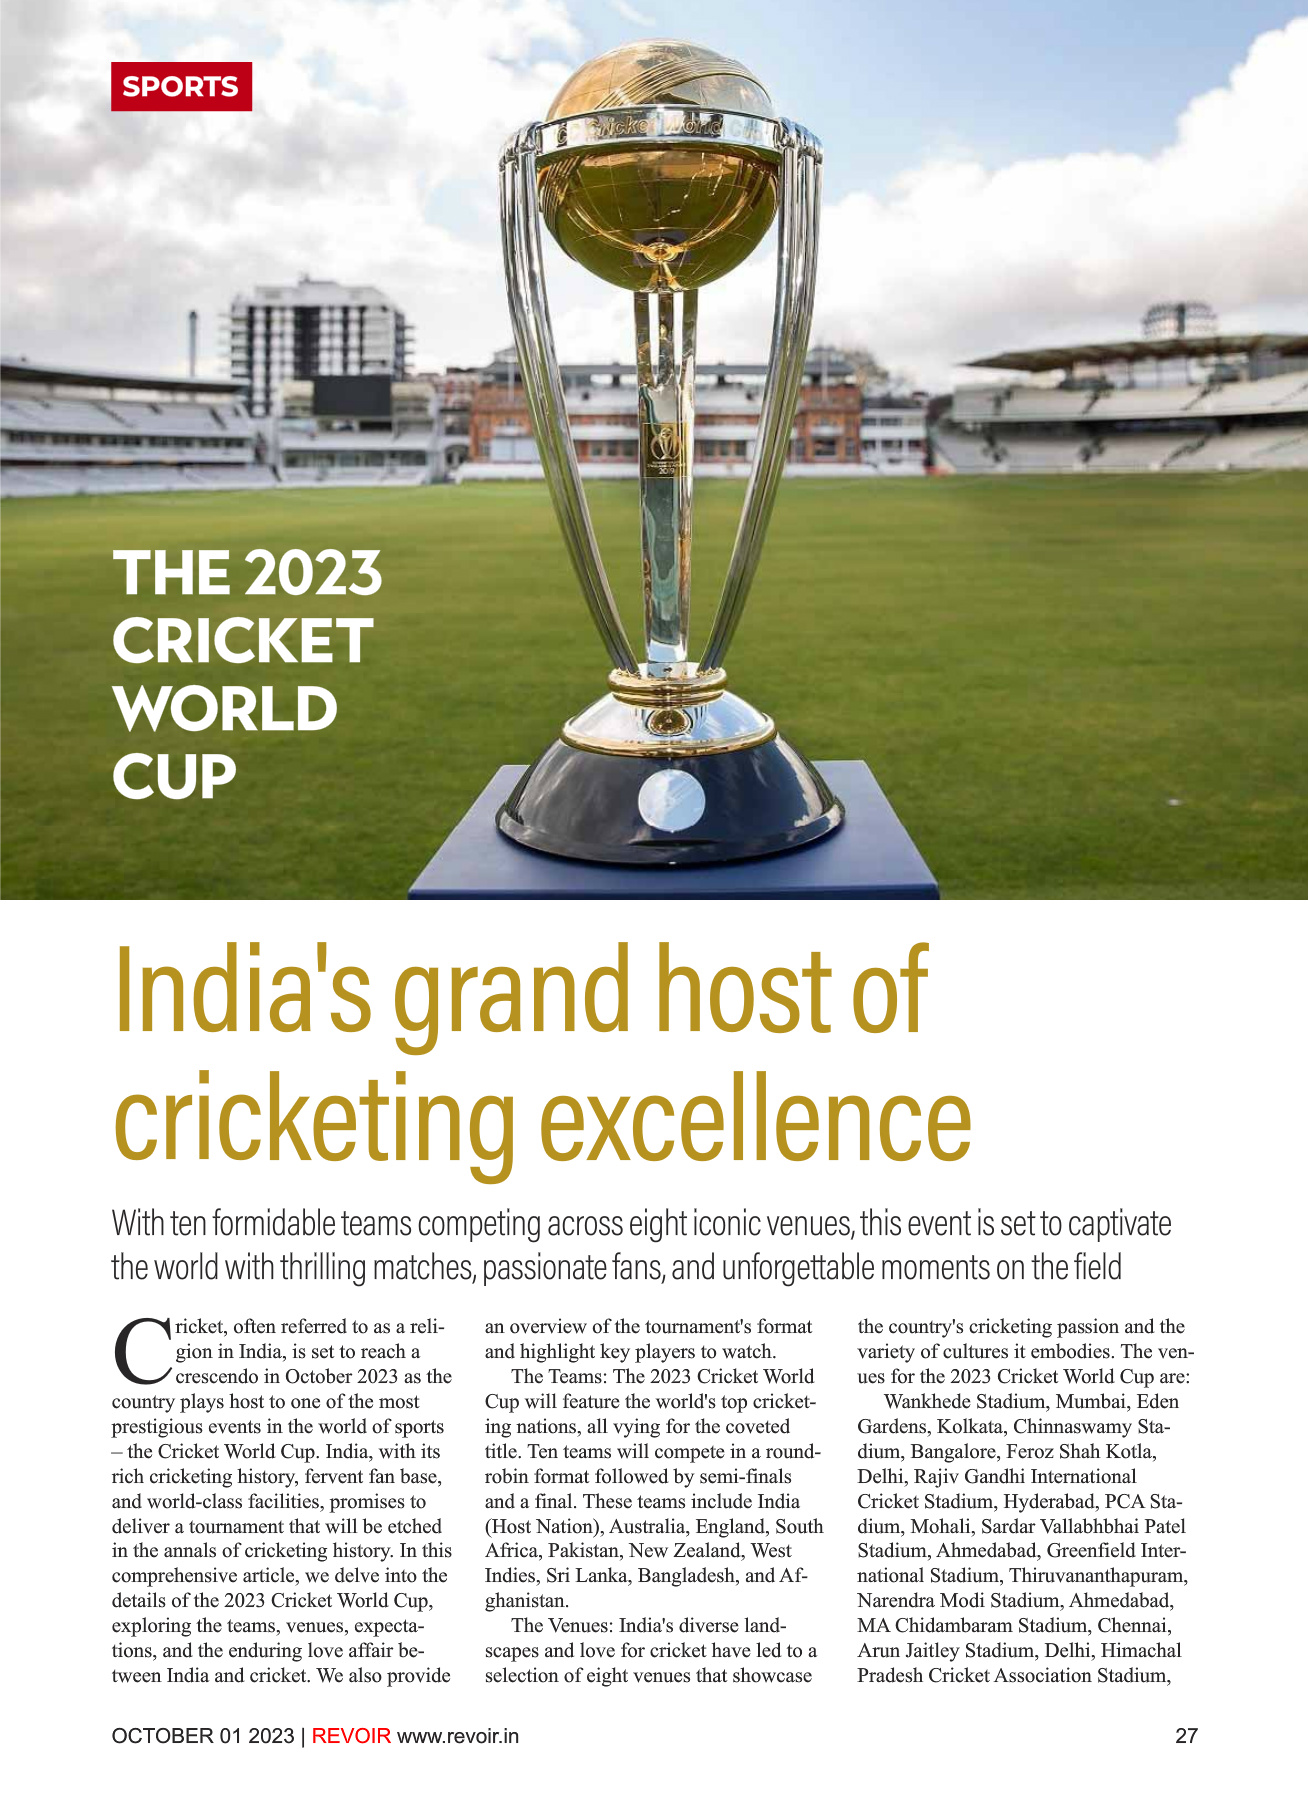 SPORTS
ICC Cricket World Cup
2019
THE 2023
CRICKET
WORLD
CUP
India's grand host of
cricketing excellence
With ten formidable teams competing across eight iconic venues, this event is set to captivate
the world with thrilling matches, passionate fans, and unforgettable moments on the field
Cricket, often referred to as a reli-
gion in India, is set to reach a
crescendo in October 2023 as the
country plays host to one of the most
prestigious events in the world of sports
– the Cricket World Cup. India, with its
rich cricketing history, fervent fan base,
and world-class facilities, promises to
deliver a tournament that will be etched
in the annals of cricketing history. In this
comprehensive article, we delve into the
details of the 2023 Cricket World Cup,
exploring the teams, venues, expecta-
tions, and the enduring love affair be-
tween India and cricket. We also provide
an overview of the tournament's format
and highlight key players to watch.
The Teams: The 2023 Cricket World
Cup will feature the world's top cricket-
ing nations, all vying for the coveted
title. Ten teams will compete in a round-
robin format followed by semi-finals
and a final. These teams include India
(Host Nation), Australia, England, South
Africa, Pakistan, New Zealand, West
Indies, Sri Lanka, Bangladesh, and Af-
ghanistan.
The Venues: India's diverse land-
scapes and love for cricket have led to a
selection of eight venues that showcase
the country's cricketing passion and the
variety of cultures it embodies. The ven-
ues for the 2023 Cricket World Cup are:
Wankhede Stadium, Mumbai, Eden
Gardens, Kolkata, Chinnaswamy Sta-
dium, Bangalore, Feroz Shah Kotla,
Delhi, Rajiv Gandhi International
Cricket Stadium, Hyderabad, PCA Sta-
dium, Mohali, Sardar Vallabhbhai Patel
Stadium, Ahmedabad, Greenfield Inter-
national Stadium, Thiruvananthapuram,
Narendra Modi Stadium, Ahmedabad,
MA Chidambaram Stadium, Chennai,
Arun Jaitley Stadium, Delhi, Himachal
Pradesh Cricket Association Stadium,
OCTOBER 01 2023 | REVOIR www.revoir.in
27